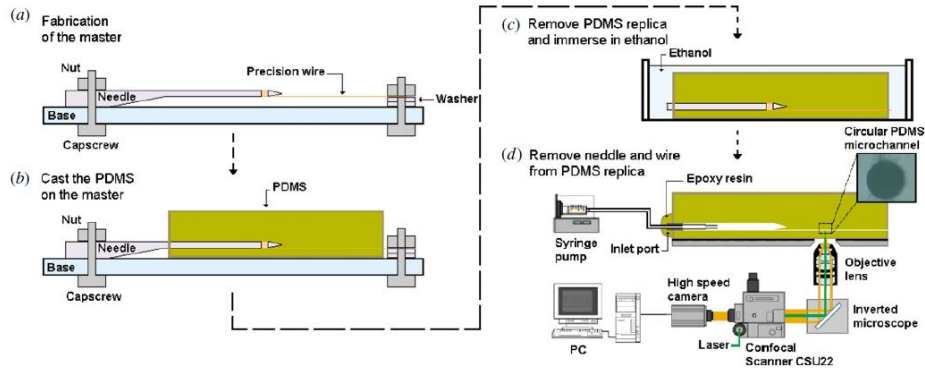 (a)
Fabrication
of the master
Nut
Needle
Precision wire
Washer
Base
Capscrew
(b)
Cast the PDMS
on the master
PDMS
Nut
Needle
Base
Capscrew
(c)
Remove PDMS replica
and immerse in ethanol
Ethanol
(d)
Remove neddle and wire
from PDMS replica
Circular PDMS
microchannel
Epoxy resin
Syringe
pump
Inlet port
Objective
lens
High speed
camera
Inverted
microscope
PC
Laser
Confocal
Scanner CSU22